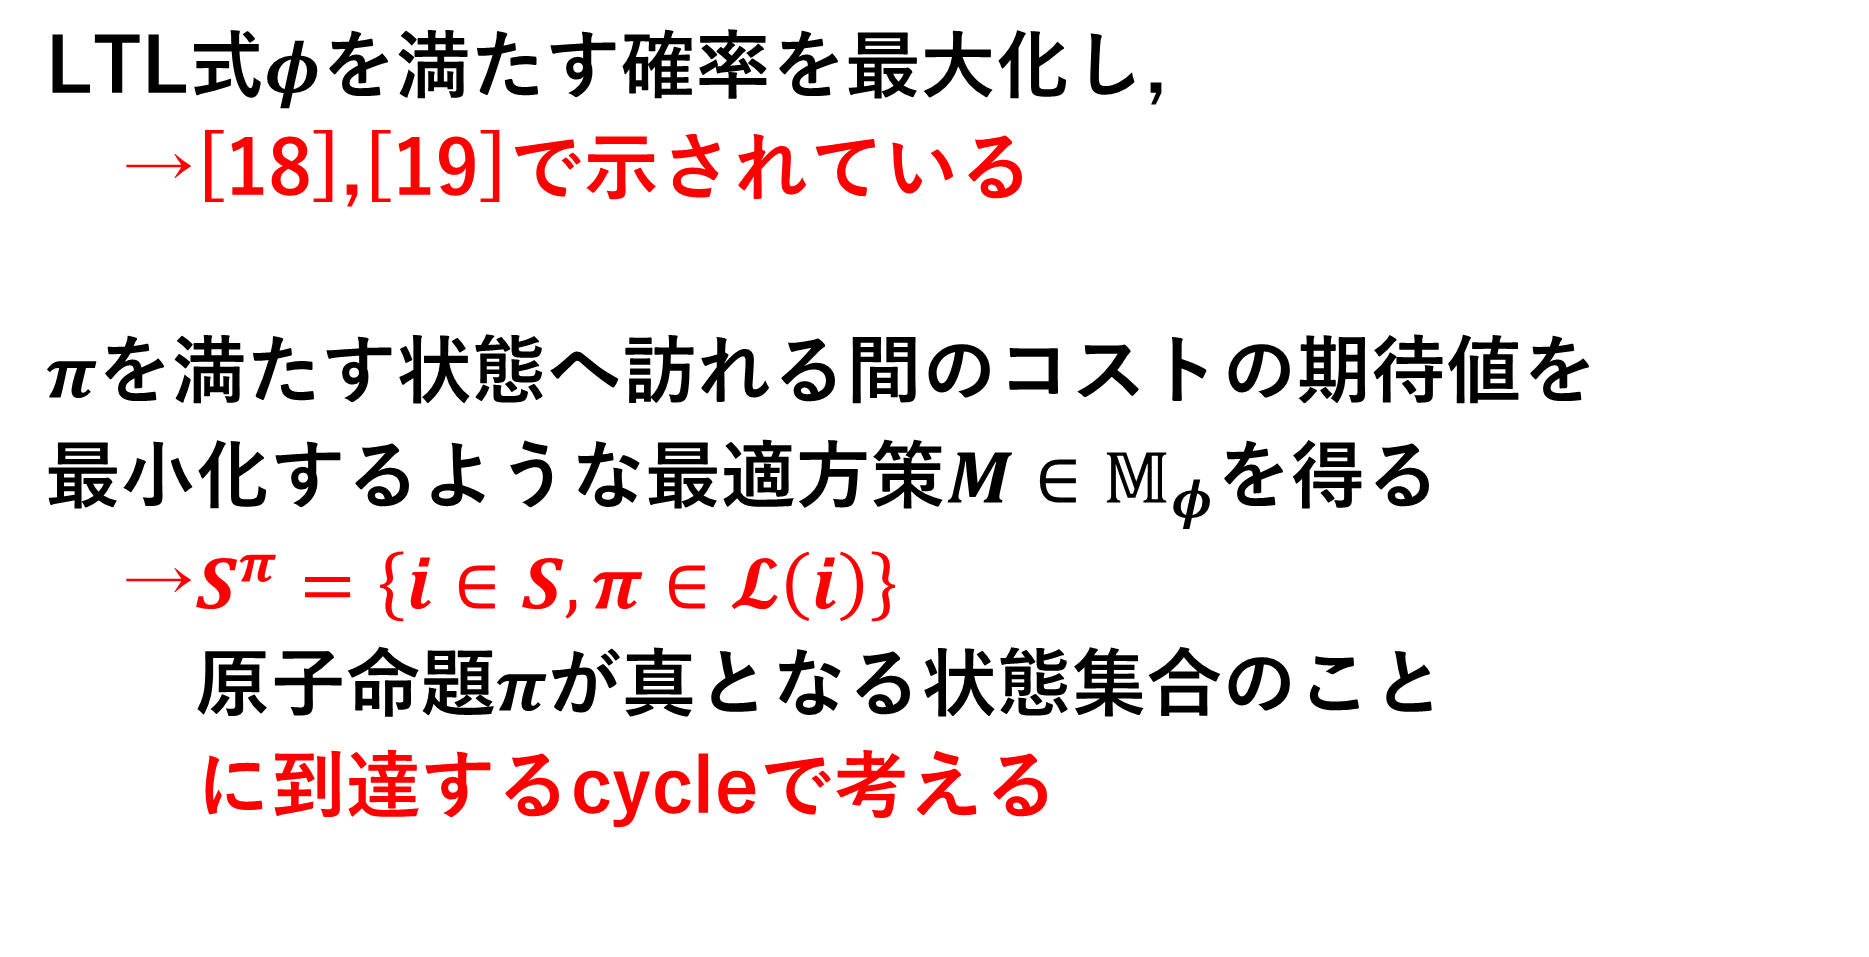 LTL式ϕを満たす確率を最大化し,
→[18],[19]で示されている
πを満たす状態へ訪れる間のコストの期待値を
最小化するような最適方策M ∈ 𝕄ϕを得る
→Sπ = {i ∈ S, π ∈ ℒ(i)}
原子命題πが真となる状態集合のこと
に到達するcycleで考える